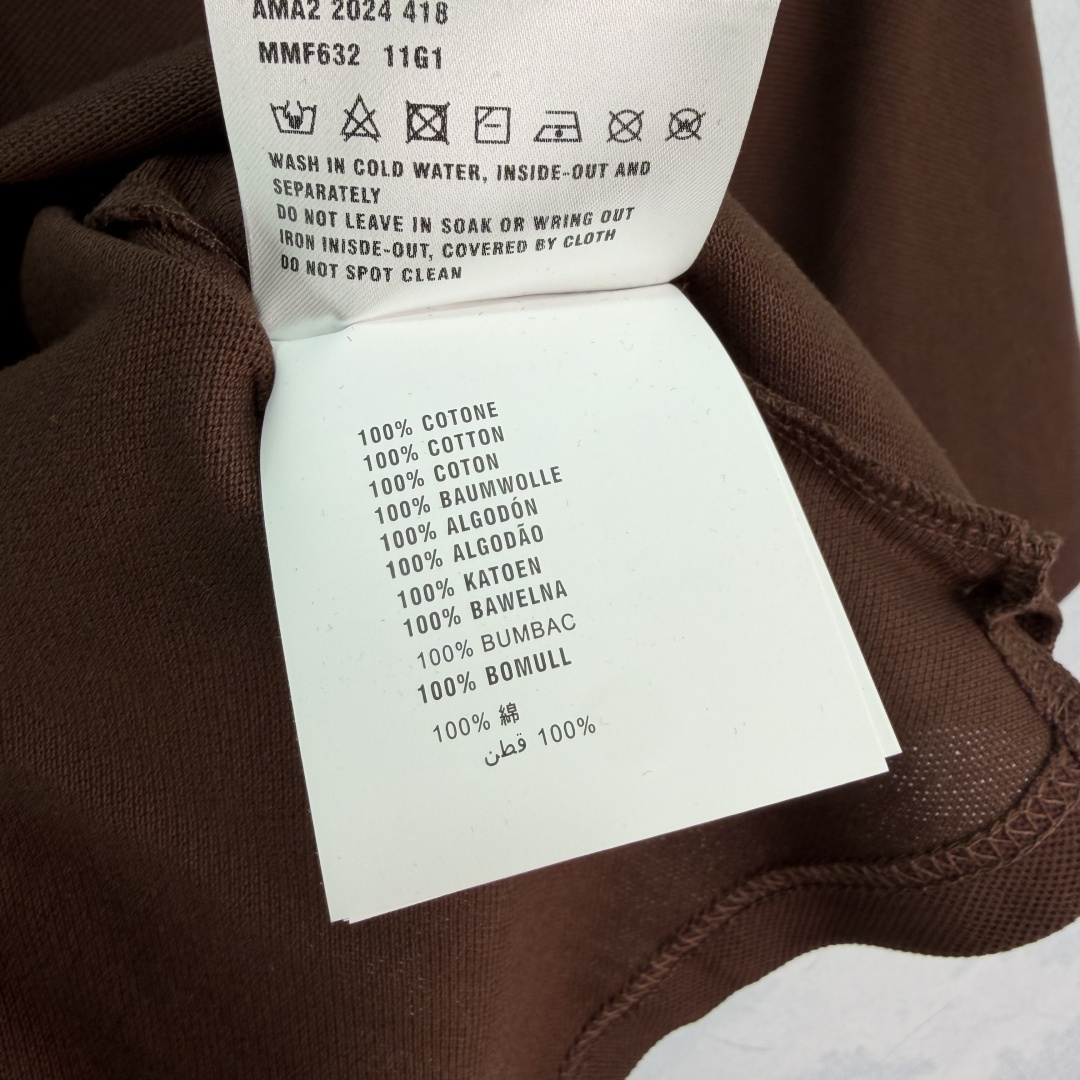 AMA2 2024 418
MMF632 11G1
WASH IN COLD WATER, INSIDE-OUT AND
SEPARATELY
DO NOT LEAVE IN SOAK OR WRING OUT
IRON INISDE-OUT, COVERED BY CLOTH
DO NOT SPOT CLEAN
100% COTONE
100% COTTON
100% COTON
100% BAUMWOLLE
100% ALGODÓN
100% ALGODÃO
100% KATOEN
100% BAWELNA
100% BUMBAC
100% BOMULL
100% 綿
100% قطن